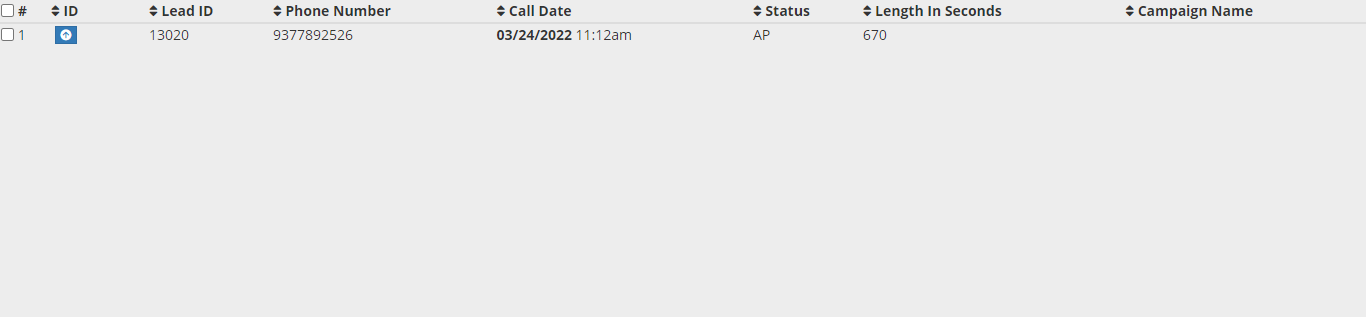 # ID Lead ID Phone Number Call Date Status Length In Seconds Campaign Name
1 13020 9377892526 03/24/2022 11:12am AP 670